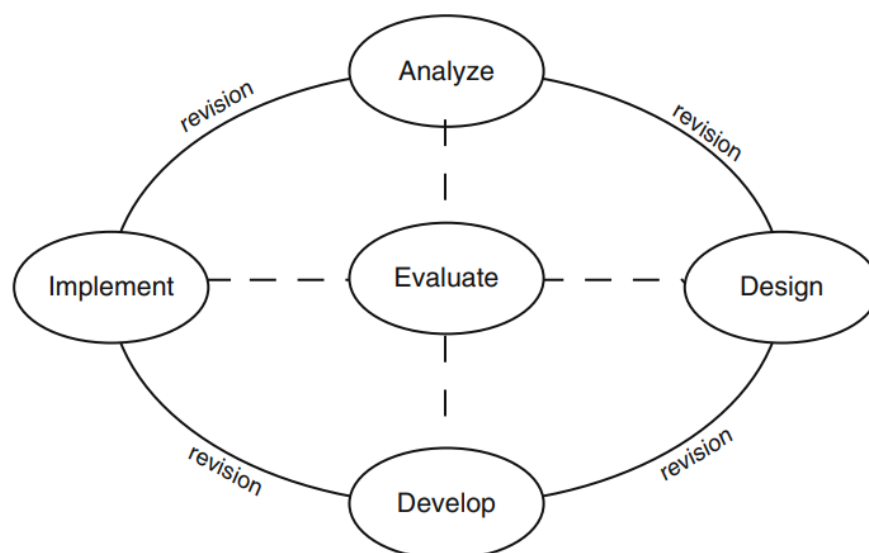 Analyze
revision
revision
Implement
Evaluate
Design
revision
revision
Develop